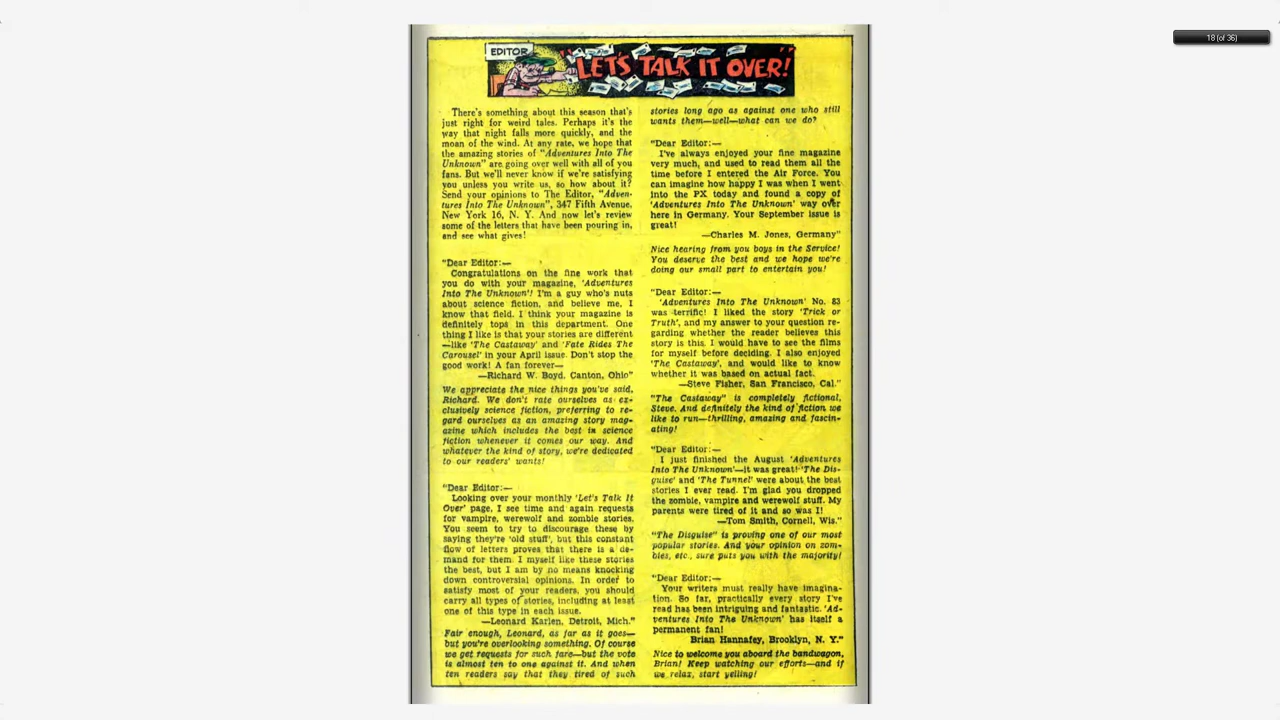 18 (of 36)
EDITOR
"LET'S TALK IT OVER!"
There's something about this season that's
just right for weird tales. Perhaps it's the
way that night falls more quickly, and the
moan of the wind. At any rate, we hope that
the amazing stories of "Adventures Into The
Unknown" are going over well with all of you
fans. But we'll never know if we're satisfying
you unless you write us, so how about it?
Send your opinions to The Editor, "Adven-
tures Into The Unknown", 347 Fifth Avenue,
New York 16, N. Y. And now let's review
some of the letters that have been pouring in,
and see what gives!
"Dear Editor:—
Congratulations on the fine work that
you do with your magazine, 'Adventures
Into The Unknown'! I'm a guy who's nuts
about science fiction, and believe me, I
know that field. I think your magazine is
definitely tops in this department. One
thing I like is that your stories are different
—like 'The Castaway' and 'Fate Rides The
Carousel' in your April issue. Don't stop the
good work! A fan forever—
—Richard W. Boyd, Canton, Ohio"
We appreciate the nice things you've said,
Richard. We don't rate ourselves as ex-
clusively science fiction, preferring to re-
gard ourselves as an amazing story mag-
azine which includes the best in science
fiction whenever it comes our way. And
whatever the kind of story, we're dedicated
to our readers' wants!
"Dear Editor:—
Looking over your monthly 'Let's Talk It
Over' page, I see time and again requests
for vampire, werewolf and zombie stories.
You seem to try to discourage these by
saying they're 'old stuff', but this constant
flow of letters proves that there is a de-
mand for them. I myself like these stories
the best, but I am by no means knocking
down controversial opinions. In order to
satisfy most of your readers, you should
carry all types of stories, including at least
one of this type in each issue.
—Leonard Karlen, Detroit, Mich."
Fair enough, Leonard, as far as it goes—
but you're overlooking something. Of course
we get requests for such fare—but the vote
is almost ten to one against it. And when
ten readers say that they tired of such
stories long ago as against one who still
wants them—well—what can we do?
"Dear Editor:—
I've always enjoyed your fine magazine
very much, and used to read them all the
time before I entered the Air Force. You
can imagine how happy I was when I went
into the PX today and found a copy of
'Adventures Into The Unknown' way over
here in Germany. Your September issue is
great!
—Charles M. Jones, Germany"
Nice hearing from you boys in the Service!
You deserve the best and we hope we're
doing our small part to entertain you!
"Dear Editor:—
'Adventures Into The Unknown' No. 83
was terrific! I liked the story 'Trick or
Truth', and my answer to your question re-
garding whether the reader believes this
story is this. I would have to see the films
for myself before deciding. I also enjoyed
'The Castaway', and would like to know
whether it was based on actual fact.
—Steve Fisher, San Francisco, Cal."
"The Castaway" is completely fictional,
Steve. And definitely the kind of fiction we
like to run—thrilling, amazing and fascin-
ating!
"Dear Editor:—
I just finished the August 'Adventures
Into The Unknown'—it was great! 'The Dis-
guise' and 'The Tunnel' were about the best
stories I ever read. I'm glad you dropped
the zombie, vampire and werewolf stuff. My
parents were tired of it and so was I!
—Tom Smith, Cornell, Wis."
"The Disguise" is proving one of our most
popular stories. And your opinion on zom-
bies, etc., sure puts you with the majority!
"Dear Editor:—
Your writers must really have imagina-
tion. So far, practically every story I've
read has been intriguing and fantastic. 'Ad-
ventures Into The Unknown' has itself a
permanent fan!
Brian Hannafey, Brooklyn, N. Y."
Nice to welcome you aboard the bandwagon,
Brian! Keep watching our efforts—and if
we relax, start yelling!